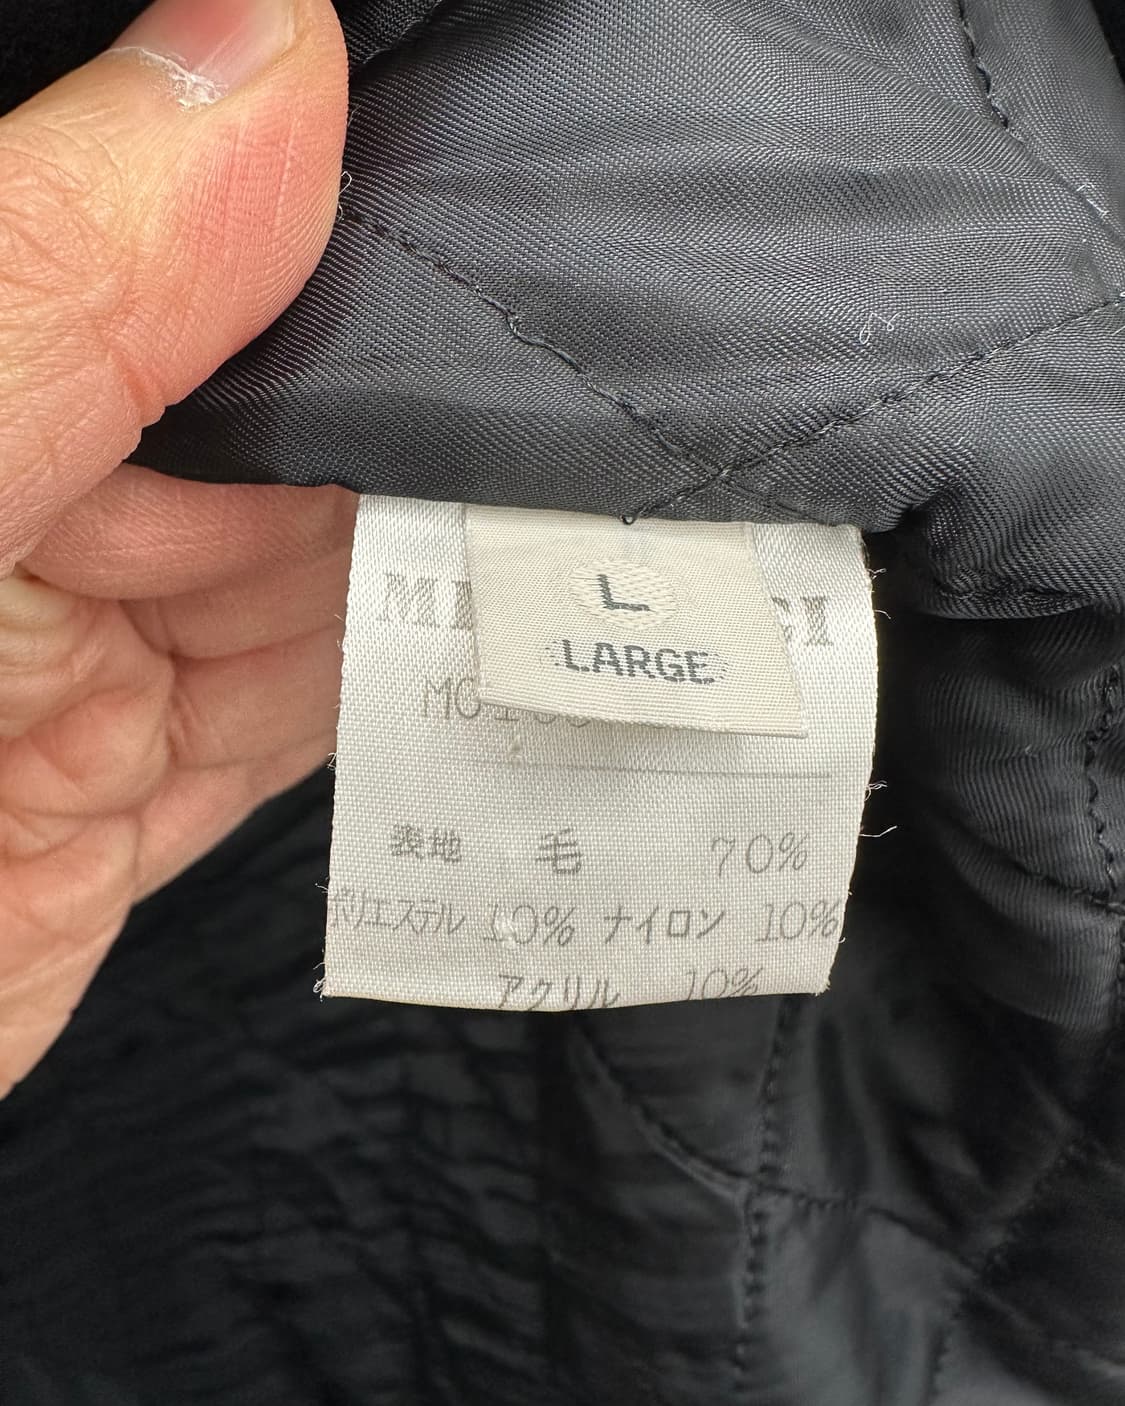 L
LARGE
表地 毛 70%
ポリエステル 10% ナイロン 10%
アクリル 10%